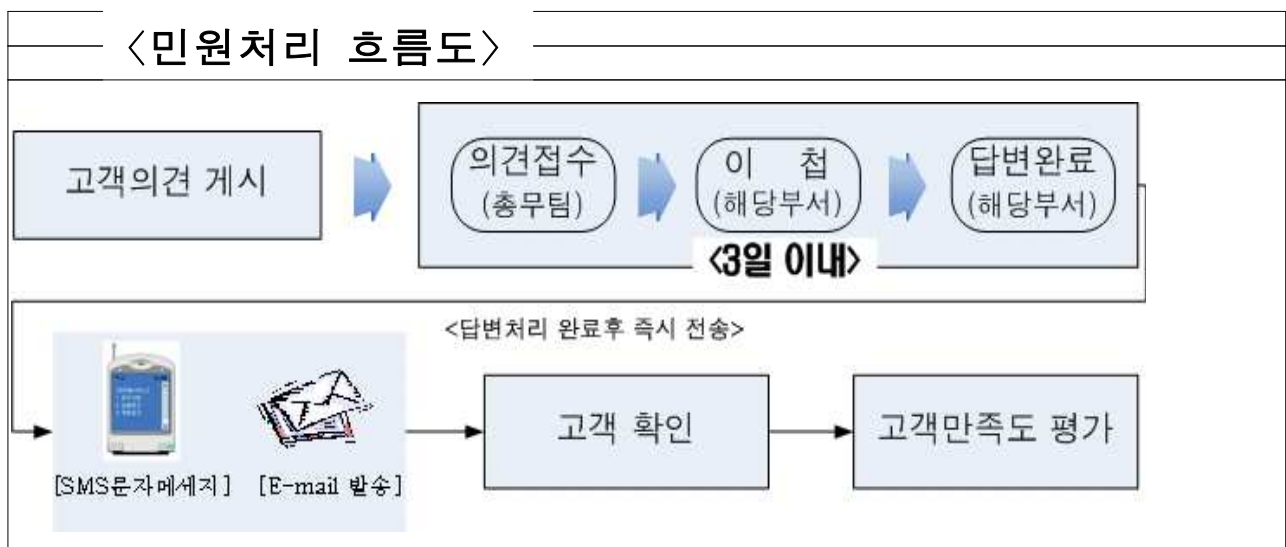 <민원처리 흐름도>
고객의견 게시
의견접수
(총무팀)
이 첩
(해당부서)
답변완료
(해당부서)
<3일 이내>
<답변처리 완료후 즉시 전송>
[SMS문자메세지]
[E-mail 발송]
고객 확인
고객만족도 평가